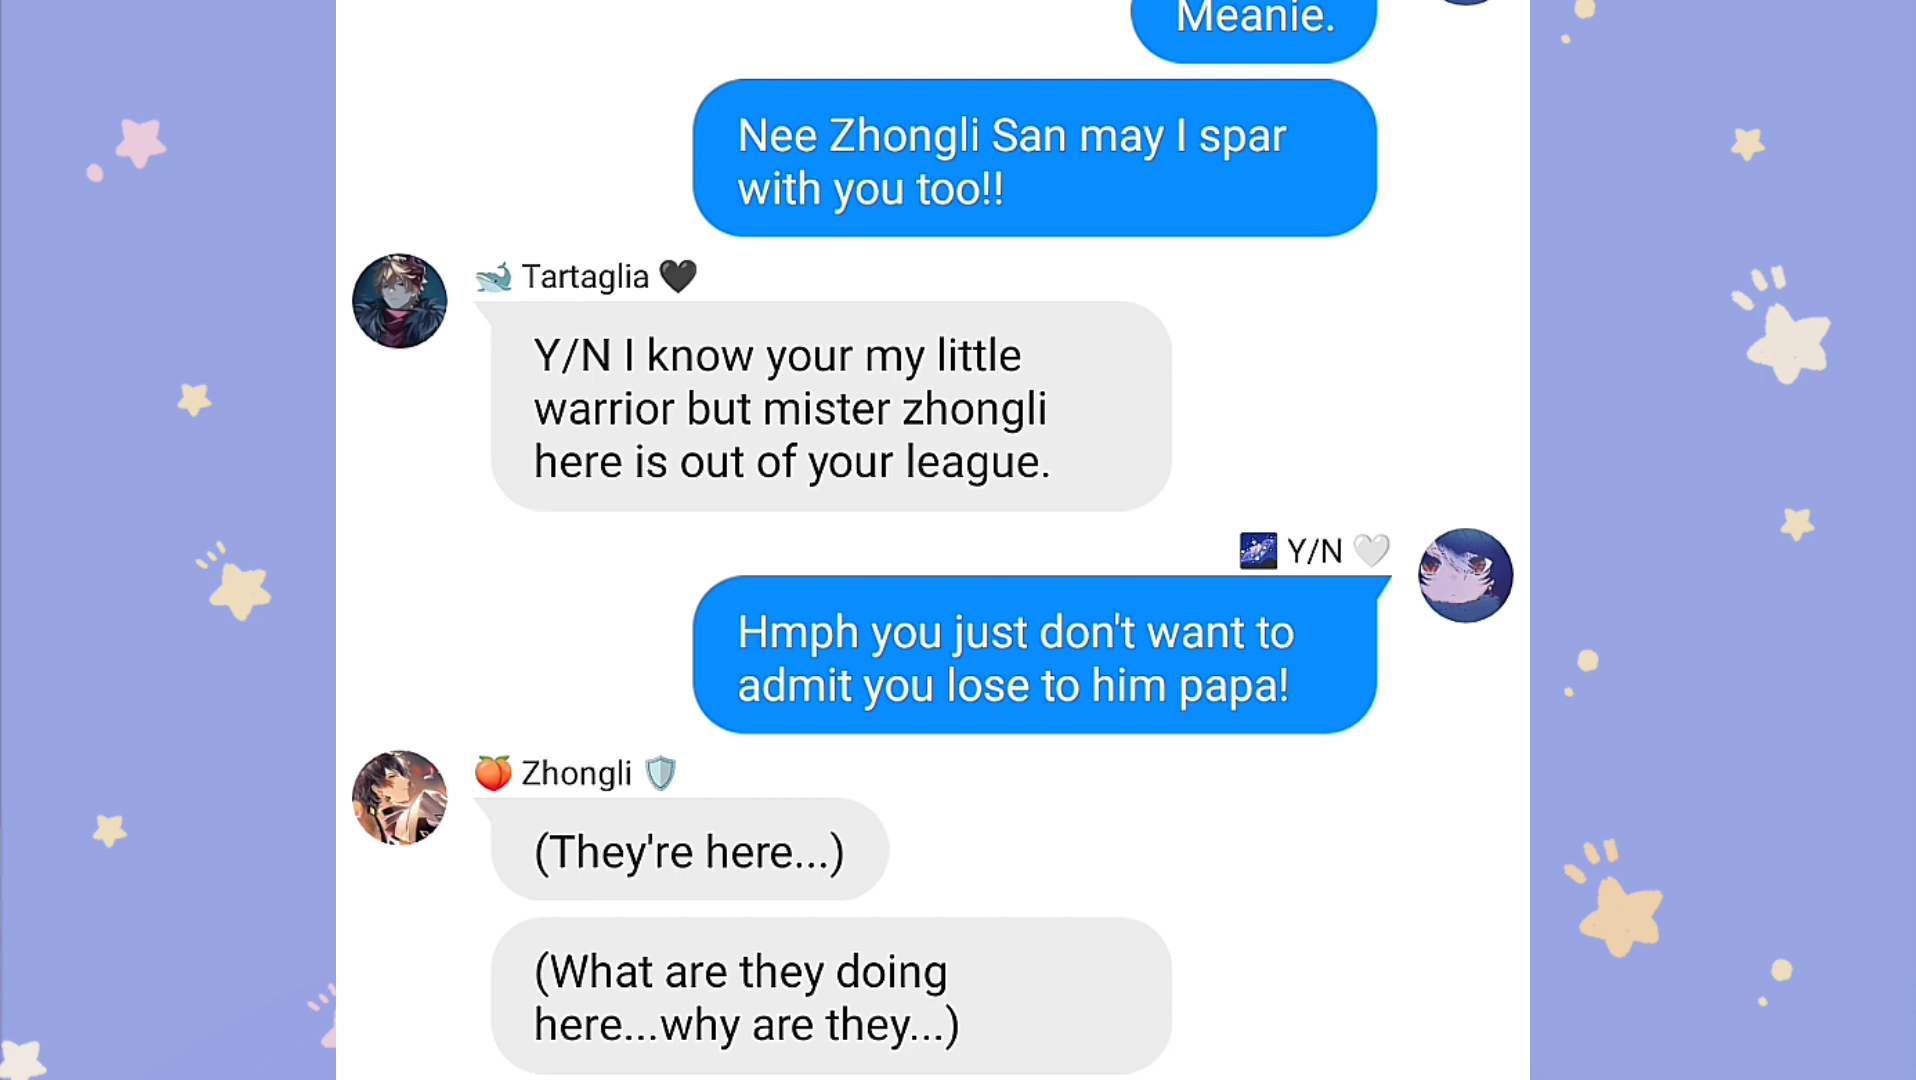 Meanie.
Nee Zhongli San may I spar
with you too!!
🐳 Tartaglia 🖤
Y/N I know your my little
warrior but mister zhongli
here is out of your league.
🌌 Y/N 🤍
Hmph you just don't want to
admit you lose to him papa!
🍑 Zhongli 🛡️
(They're here...)
(What are they doing
here...why are they...)